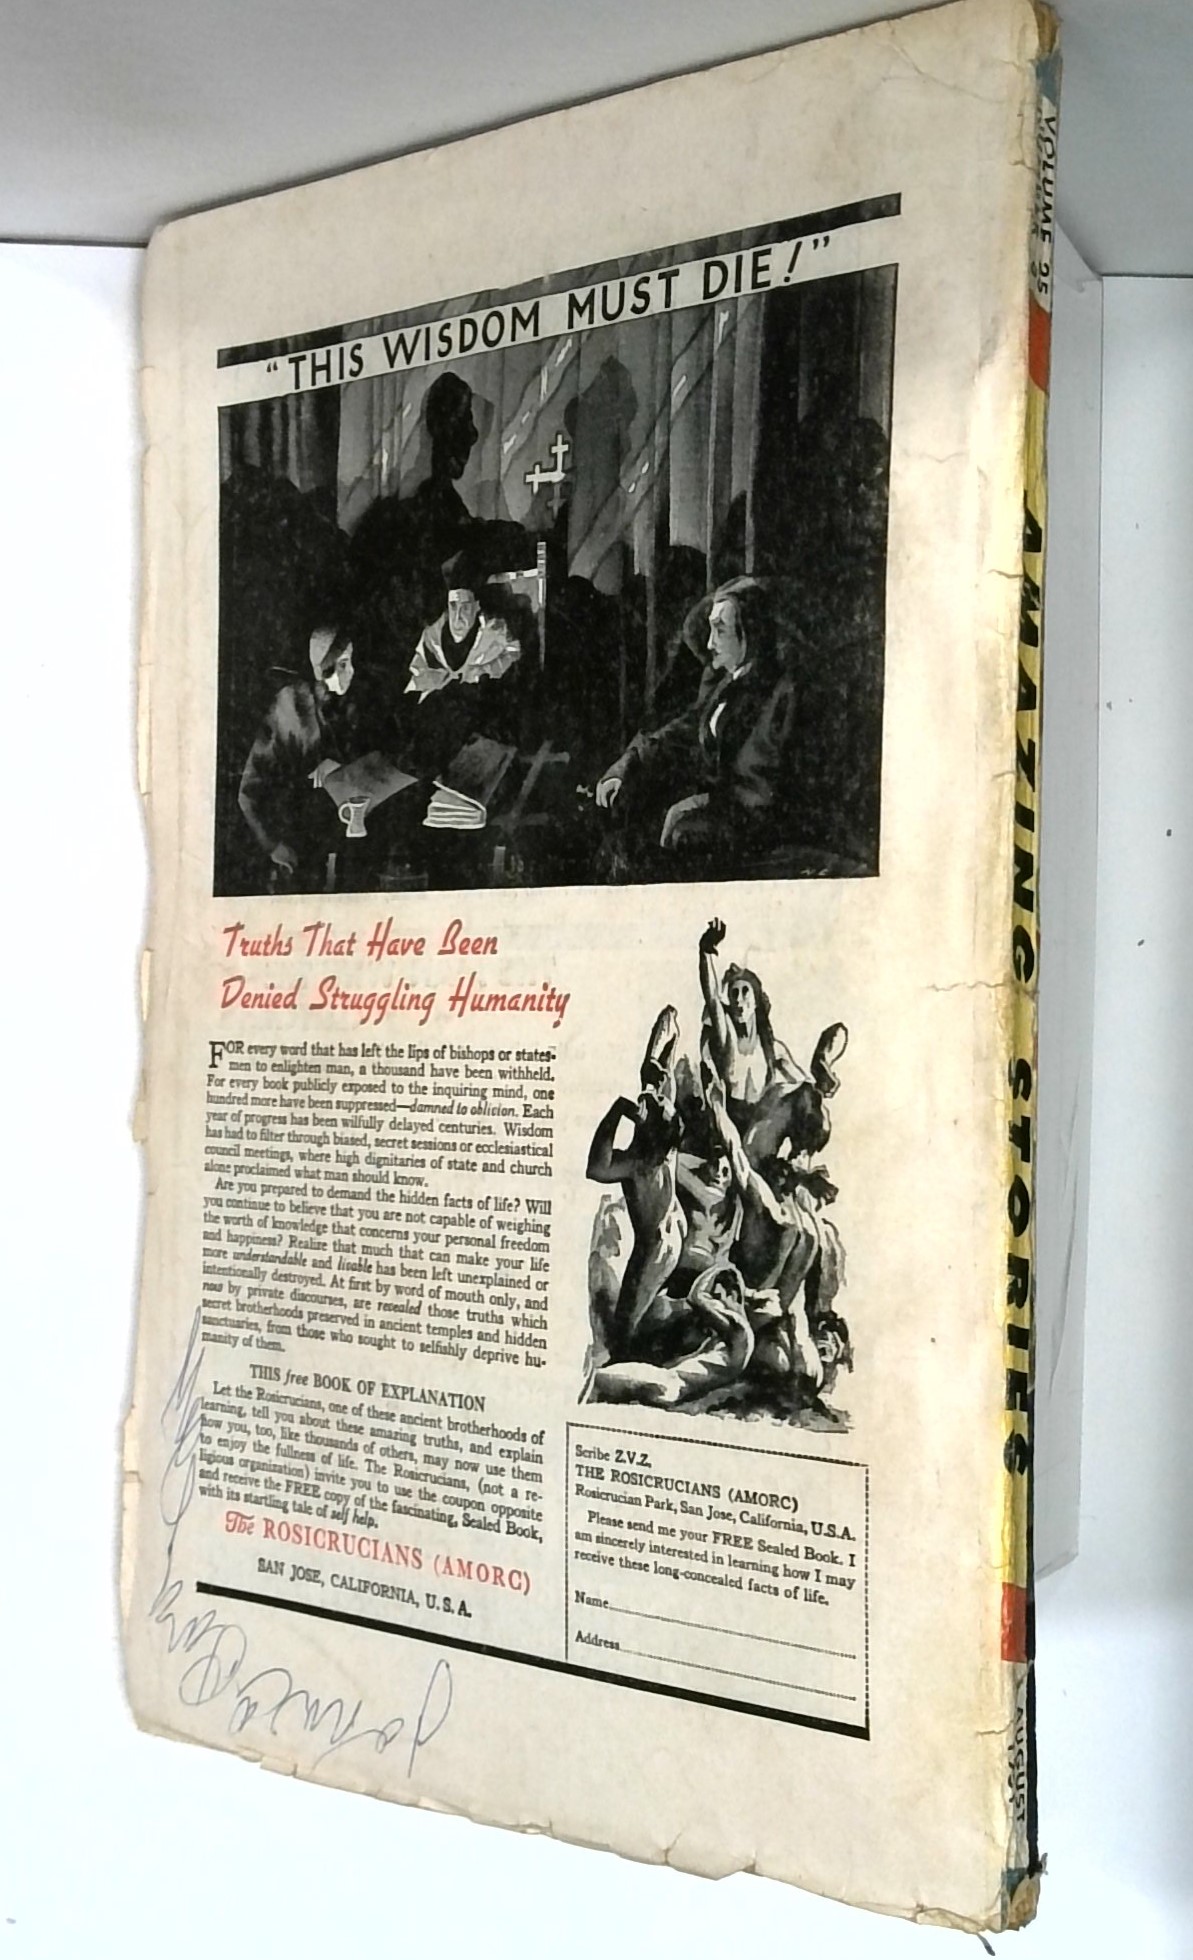 "THIS WISDOM MUST DIE!"
Truths That Have Been
Denied Struggling Humanity
FOR every word that has left the lips of bishops or states-
men to enlighten man, a thousand have been withheld.
For every book publicly exposed to the inquiring mind, one
hundred more have been suppressed—damned to oblivion. Each
year of progress has been wilfully delayed centuries. Wisdom
has had to filter through biased, secret sessions or ecclesiastical
council meetings, where high dignitaries of state and church
alone proclaimed what man should know.
Are you prepared to demand the hidden facts of life? Will
you continue to believe that you are not capable of weighing
the worth of knowledge that concerns your personal freedom
and happiness? Realize that much that can make your life
more understandable and livable has been left unexplained or
intentionally destroyed. At first by word of mouth only, and
now by private discourses, are revealed those truths which
secret brotherhoods preserved in ancient temples and hidden
sanctuaries, from those who sought to selfishly deprive hu-
manity of them.
THIS free BOOK OF EXPLANATION
Let the Rosicrucians, one of these ancient brotherhoods of
learning, tell you about these amazing truths, and explain
how you, too, like thousands of others, may now use them
to enjoy the fullness of life. The Rosicrucians, (not a re-
ligious organization) invite you to use the coupon opposite
and receive the FREE copy of the fascinating, Sealed Book,
with its startling tale of self help.
The ROSICRUCIANS (AMORC)
SAN JOSE, CALIFORNIA, U. S. A.
Scribe Z.V.Z.
THE ROSICRUCIANS (AMORC)
Rosicrucian Park, San Jose, California, U.S.A.
Please send me your FREE Sealed Book. I
am sincerely interested in learning how I may
receive these long-concealed facts of life.
Name
Address
VOLUME 25
AMAZING STORIES
AUGUST